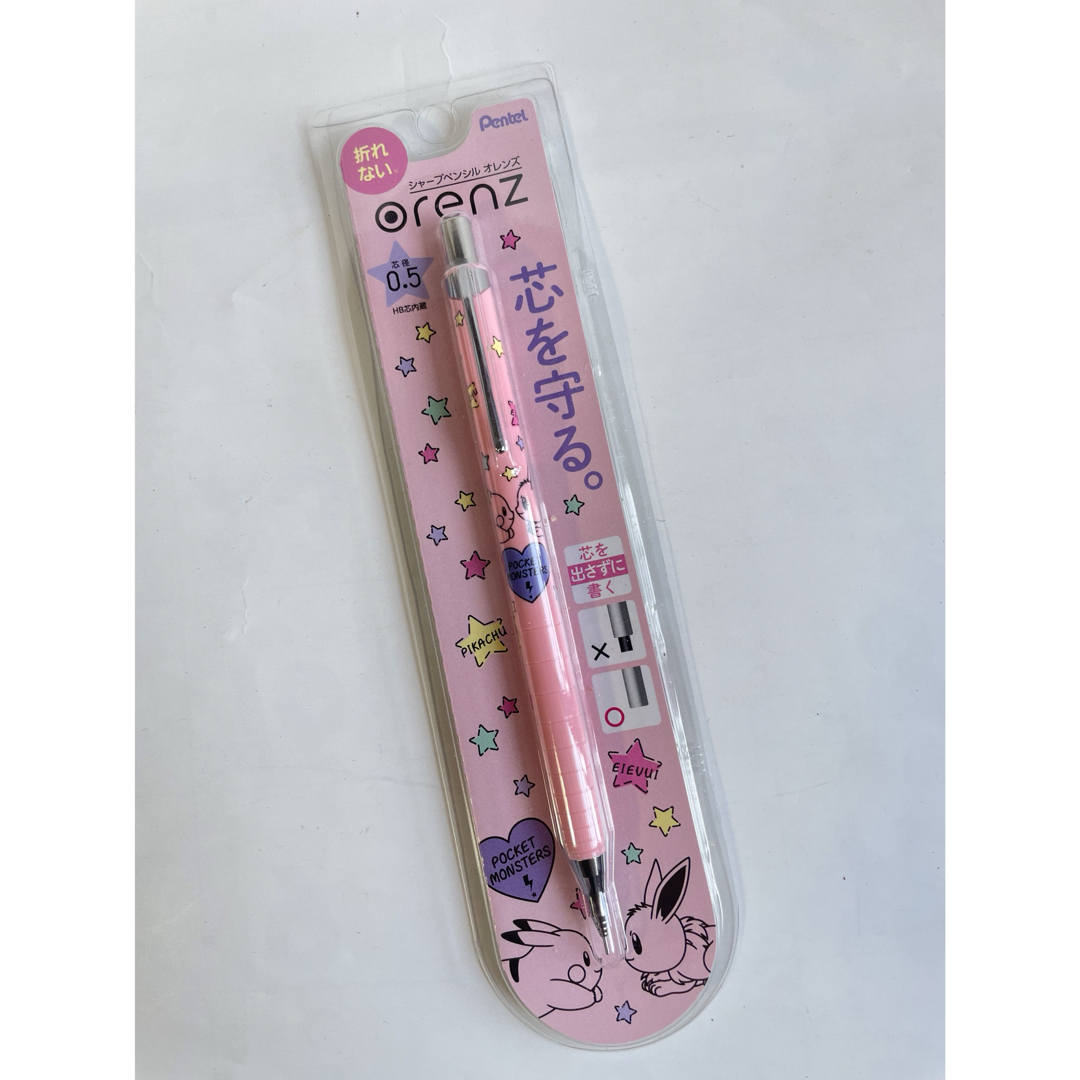 Pentel
折れ
ない。
シャープペンシル オレンズ
orenz
芯径
0.5
HB芯内蔵
芯を守る。
POCKET
MONSTERS
芯を
出さずに
書く
×
○
PIKACHU
EIEVUI
POCKET
MONSTERS